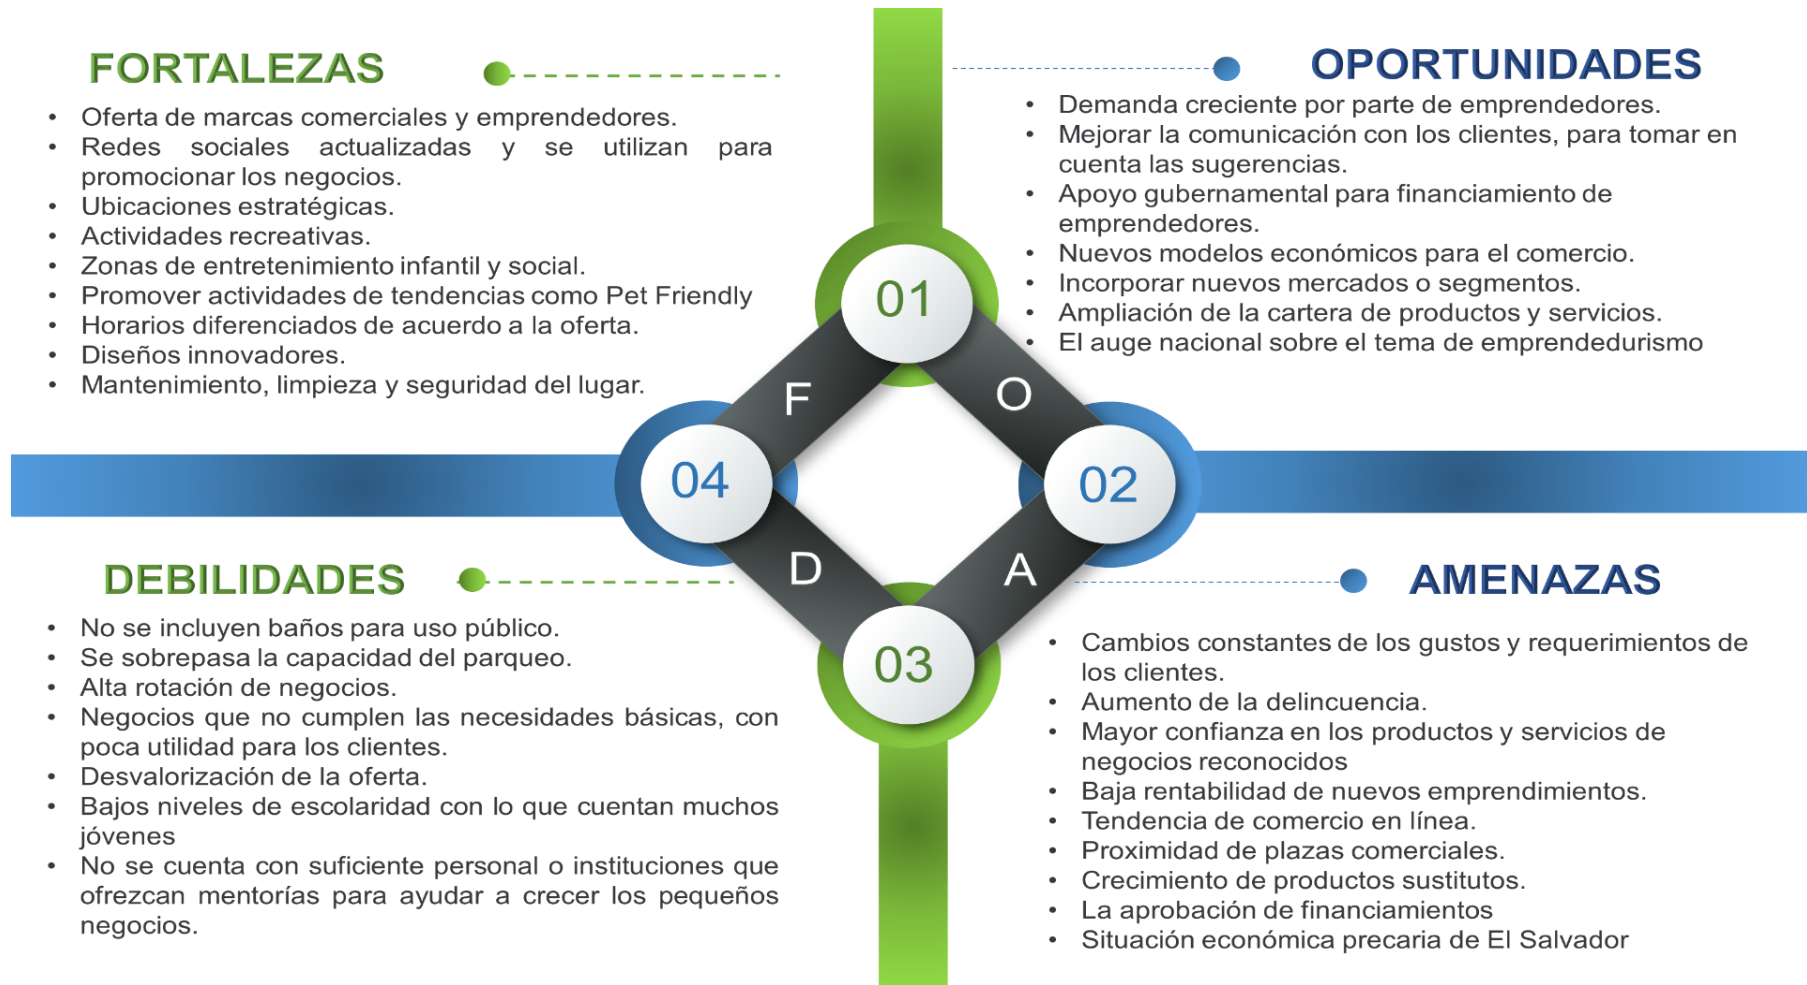 FORTALEZAS
• Oferta de marcas comerciales y emprendedores.
• Redes sociales actualizadas y se utilizan para
promocionar los negocios.
• Ubicaciones estratégicas.
• Actividades recreativas.
• Zonas de entretenimiento infantil y social.
• Promover actividades de tendencias como Pet Friendly
• Horarios diferenciados de acuerdo a la oferta.
• Diseños innovadores.
• Mantenimiento, limpieza y seguridad del lugar.
OPORTUNIDADES
• Demanda creciente por parte de emprendedores.
• Mejorar la comunicación con los clientes, para tomar en
cuenta las sugerencias.
• Apoyo gubernamental para financiamiento de
emprendedores.
• Nuevos modelos económicos para el comercio.
• Incorporar nuevos mercados o segmentos.
• Ampliación de la cartera de productos y servicios.
• El auge nacional sobre el tema de emprendedurismo
01
F
O
04
02
D
A
03
DEBILIDADES
• No se incluyen baños para uso público.
• Se sobrepasa la capacidad del parqueo.
• Alta rotación de negocios.
• Negocios que no cumplen las necesidades básicas, con
poca utilidad para los clientes.
• Desvalorización de la oferta.
• Bajos niveles de escolaridad con lo que cuentan muchos
jóvenes
• No se cuenta con suficiente personal o instituciones que
ofrezcan mentorías para ayudar a crecer los pequeños
negocios.
AMENAZAS
• Cambios constantes de los gustos y requerimientos de
los clientes.
• Aumento de la delincuencia.
• Mayor confianza en los productos y servicios de
negocios reconocidos
• Baja rentabilidad de nuevos emprendimientos.
• Tendencia de comercio en línea.
• Proximidad de plazas comerciales.
• Crecimiento de productos sustitutos.
• La aprobación de financiamientos
• Situación económica precaria de El Salvador